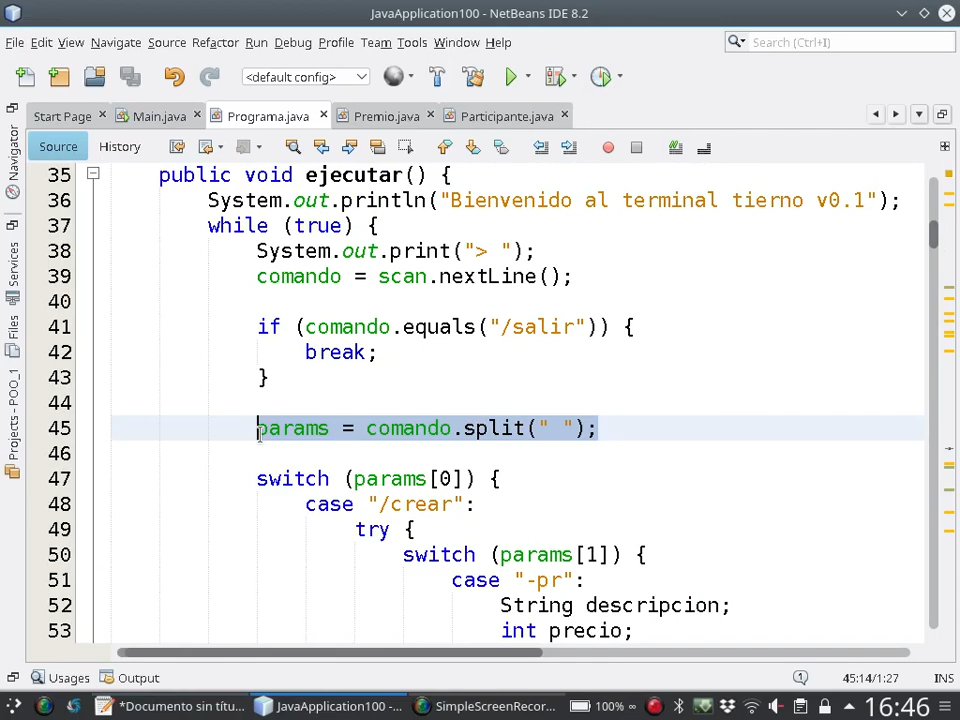 JavaApplication100 - NetBeans IDE 8.2
File Edit View Navigate Source Refactor Run Debug Profile Team Tools Window Help
Search (Ctrl+I)
<default config>
Start Page Main.java Programa.java Premio.java Participante.java
Source History
Navigator
Services
Files
Projects - POO_1
35 public void ejecutar() {
36 System.out.println("Bienvenido al terminal tierno v0.1");
37 while (true) {
38 System.out.print("> ");
39 comando = scan.nextLine();
40
41 if (comando.equals("/salir")) {
42 break;
43 }
44
45 params = comando.split(" ");
46
47 switch (params[0]) {
48 case "/crear":
49 try {
50 switch (params[1]) {
51 case "-pr":
52 String descripcion;
53 int precio;
Usages Output
1 45:14/1:27 INS
*Documento sin títu... JavaApplication100 -... SimpleScreenRecor... 100% ∞ 16:46